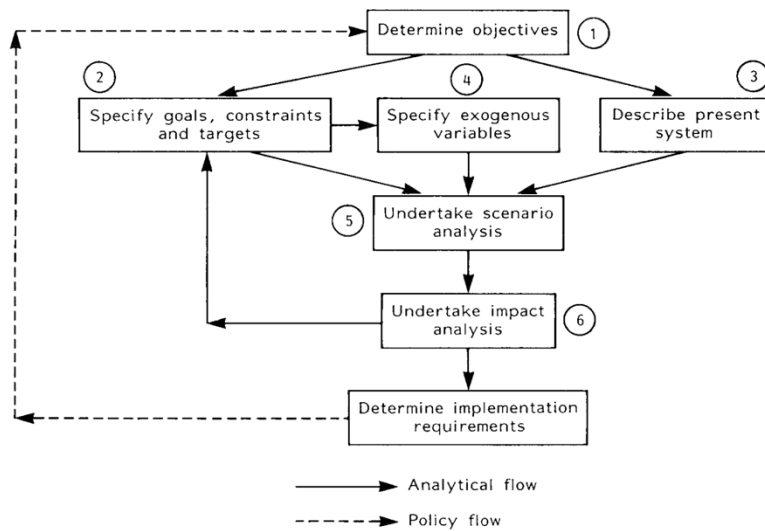 Determine objectives
1
2
4
3
Specify goals, constraints
and targets
Specify exogenous
variables
Describe present
system
5
Undertake scenario
analysis
Undertake impact
analysis
6
Determine implementation
requirements
Analytical flow
Policy flow